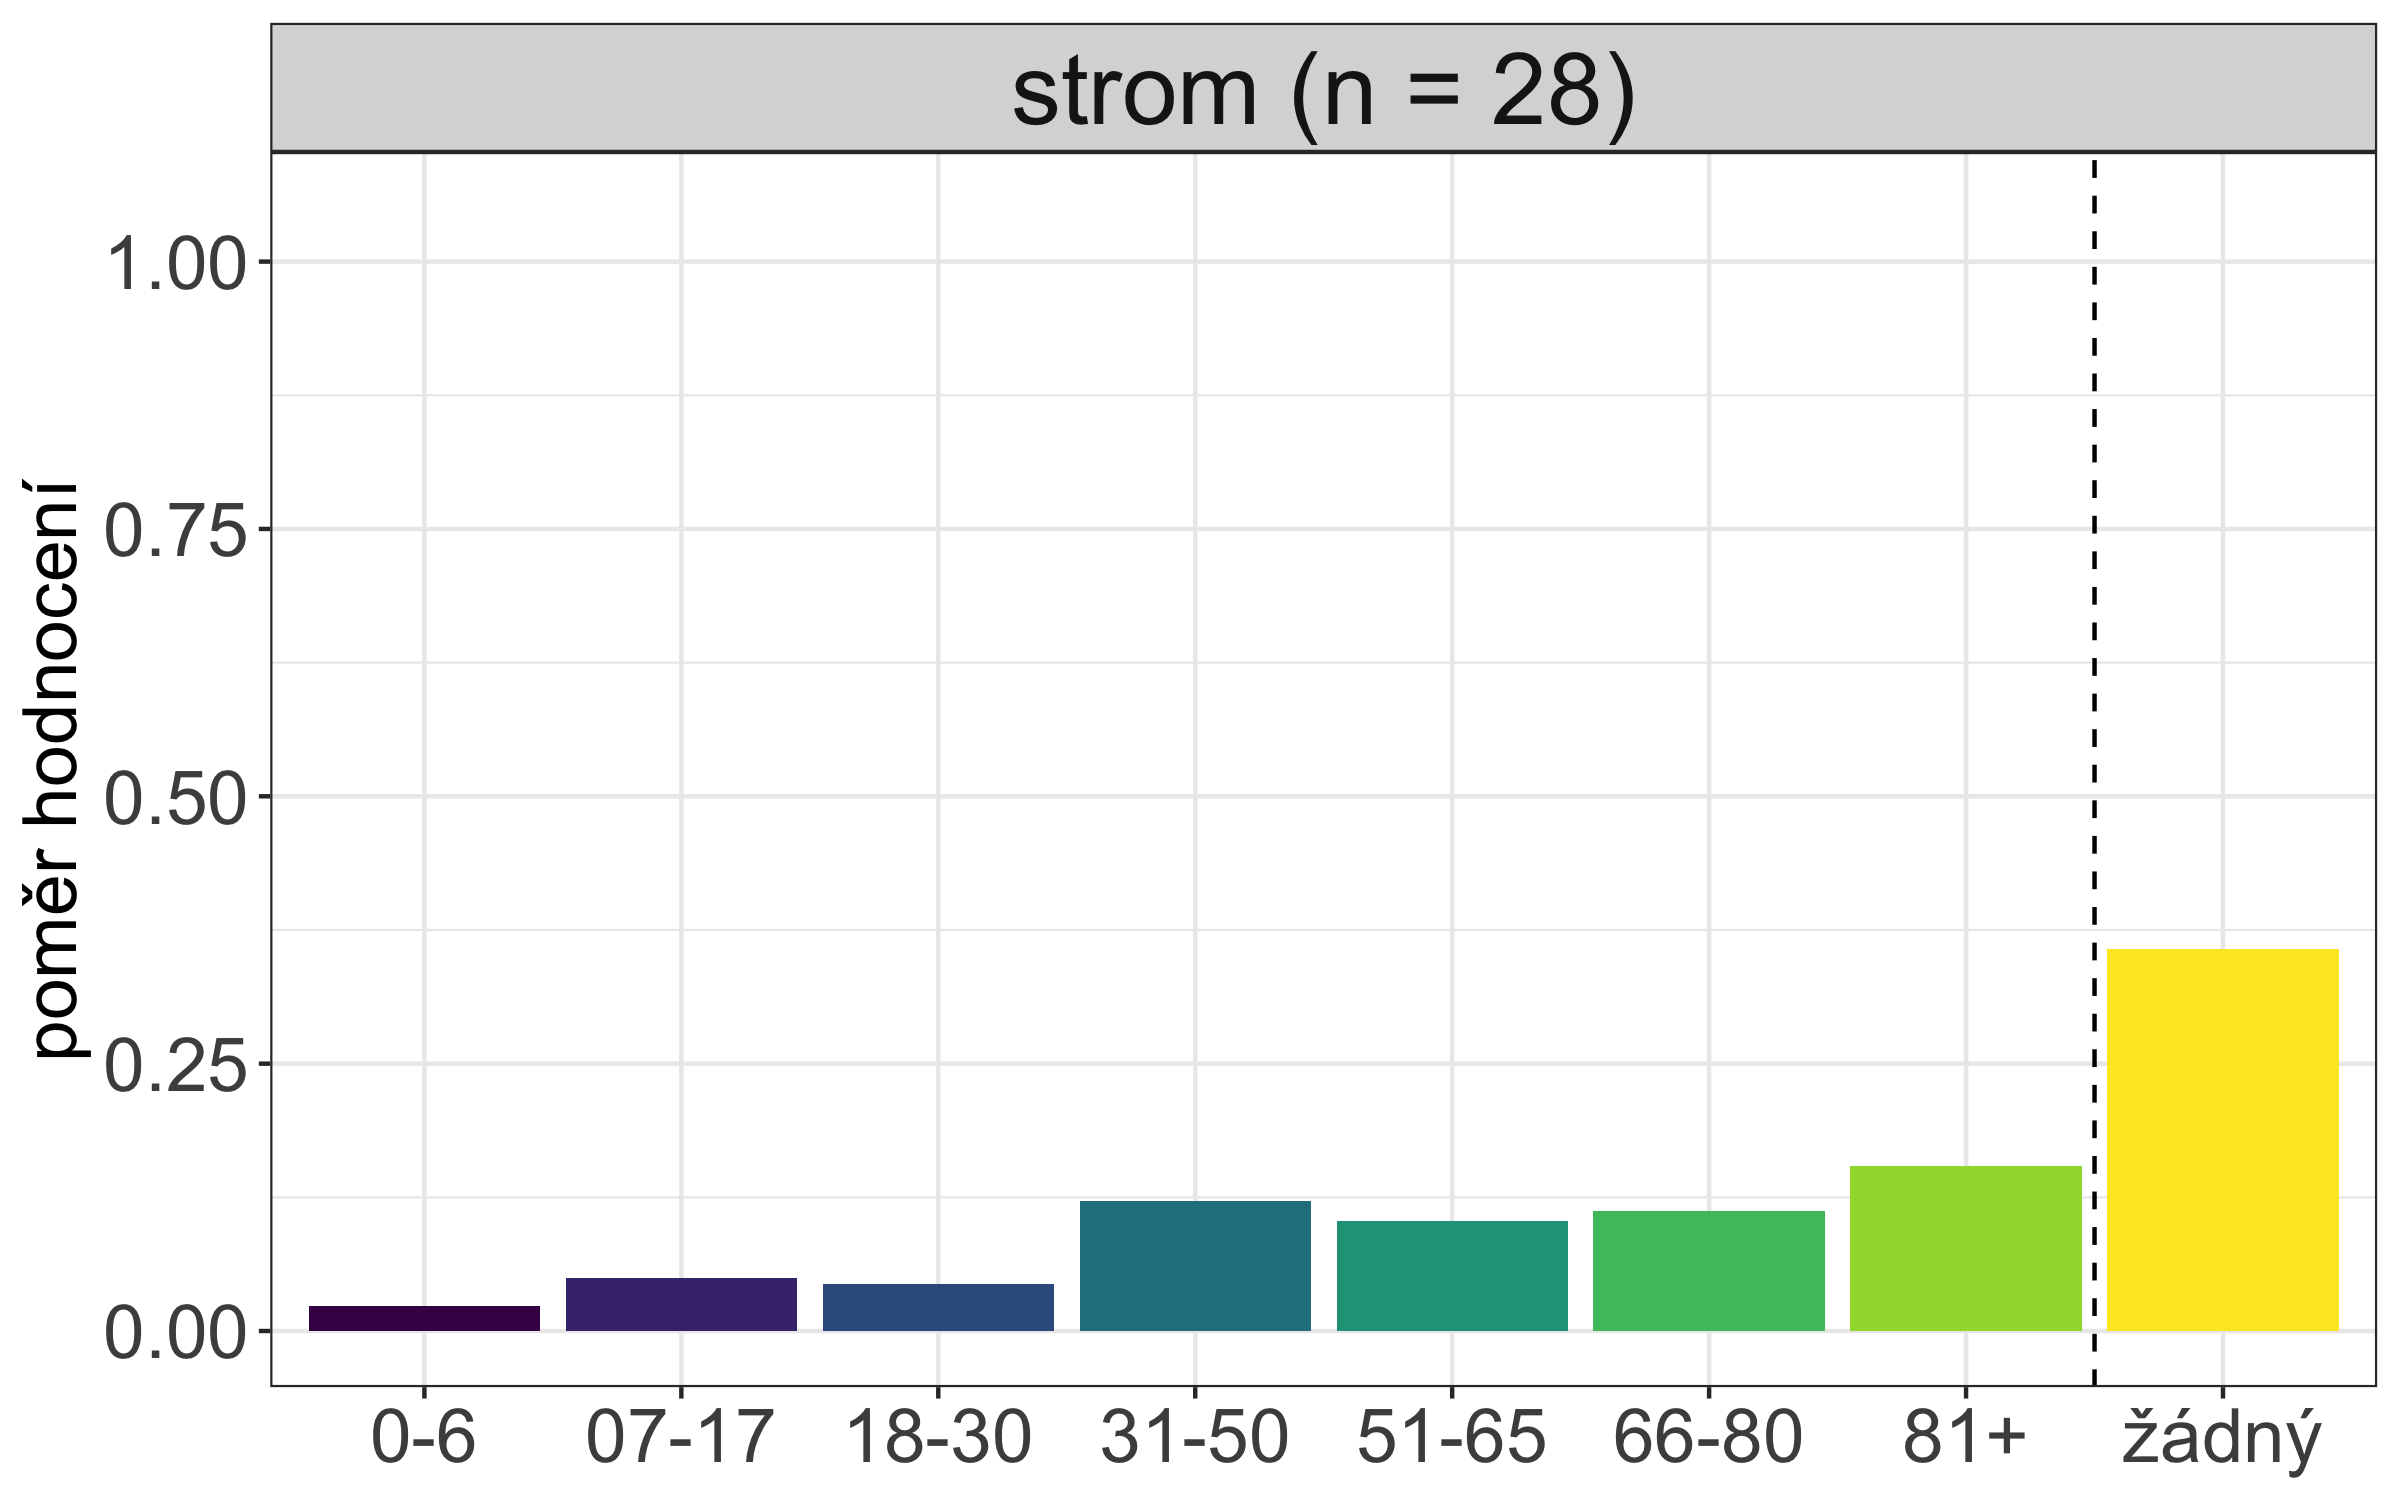 strom (n = 28)
poměr hodnocení
1.00
0.75
0.50
0.25
0.00
0-6 07-17 18-30 31-50 51-65 66-80 81+ žádný